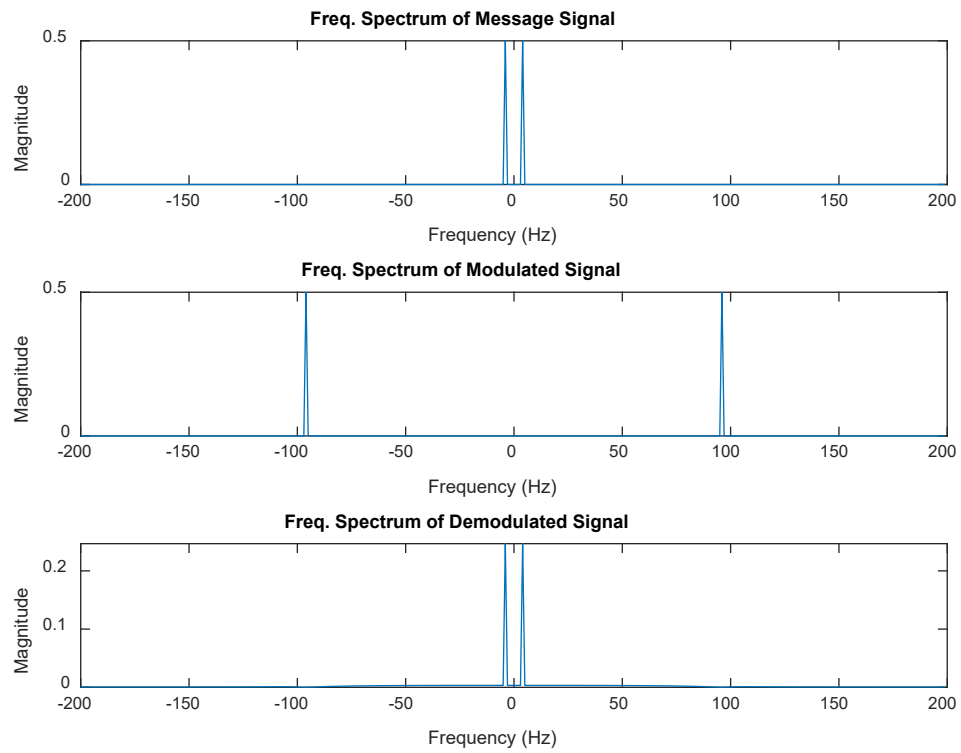 Freq. Spectrum of Message Signal
0.5
Magnitude
0
-200 -150 -100 -50 0 50 100 150 200
Frequency (Hz)
Freq. Spectrum of Modulated Signal
0.5
Magnitude
0
-200 -150 -100 -50 0 50 100 150 200
Frequency (Hz)
Freq. Spectrum of Demodulated Signal
0.2
Magnitude
0.1
0
-200 -150 -100 -50 0 50 100 150 200
Frequency (Hz)